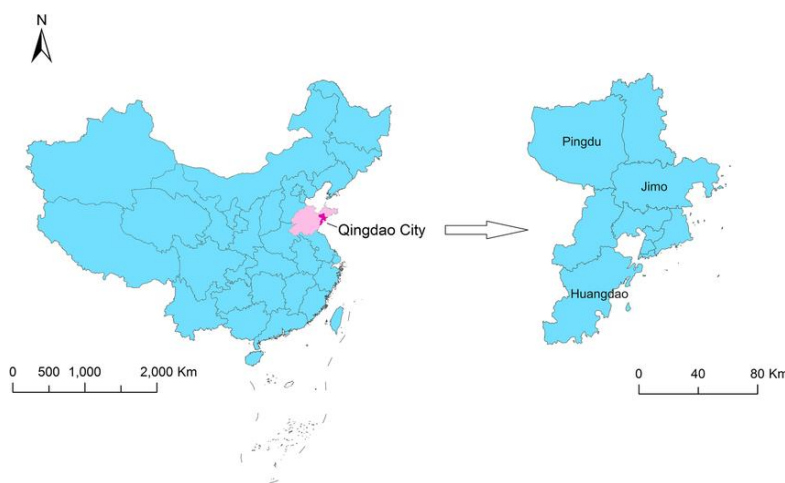 N
Qingdao City
0 500 1,000 2,000 Km
Pingdu
Jimo
Huangdao
0 40 80 Km